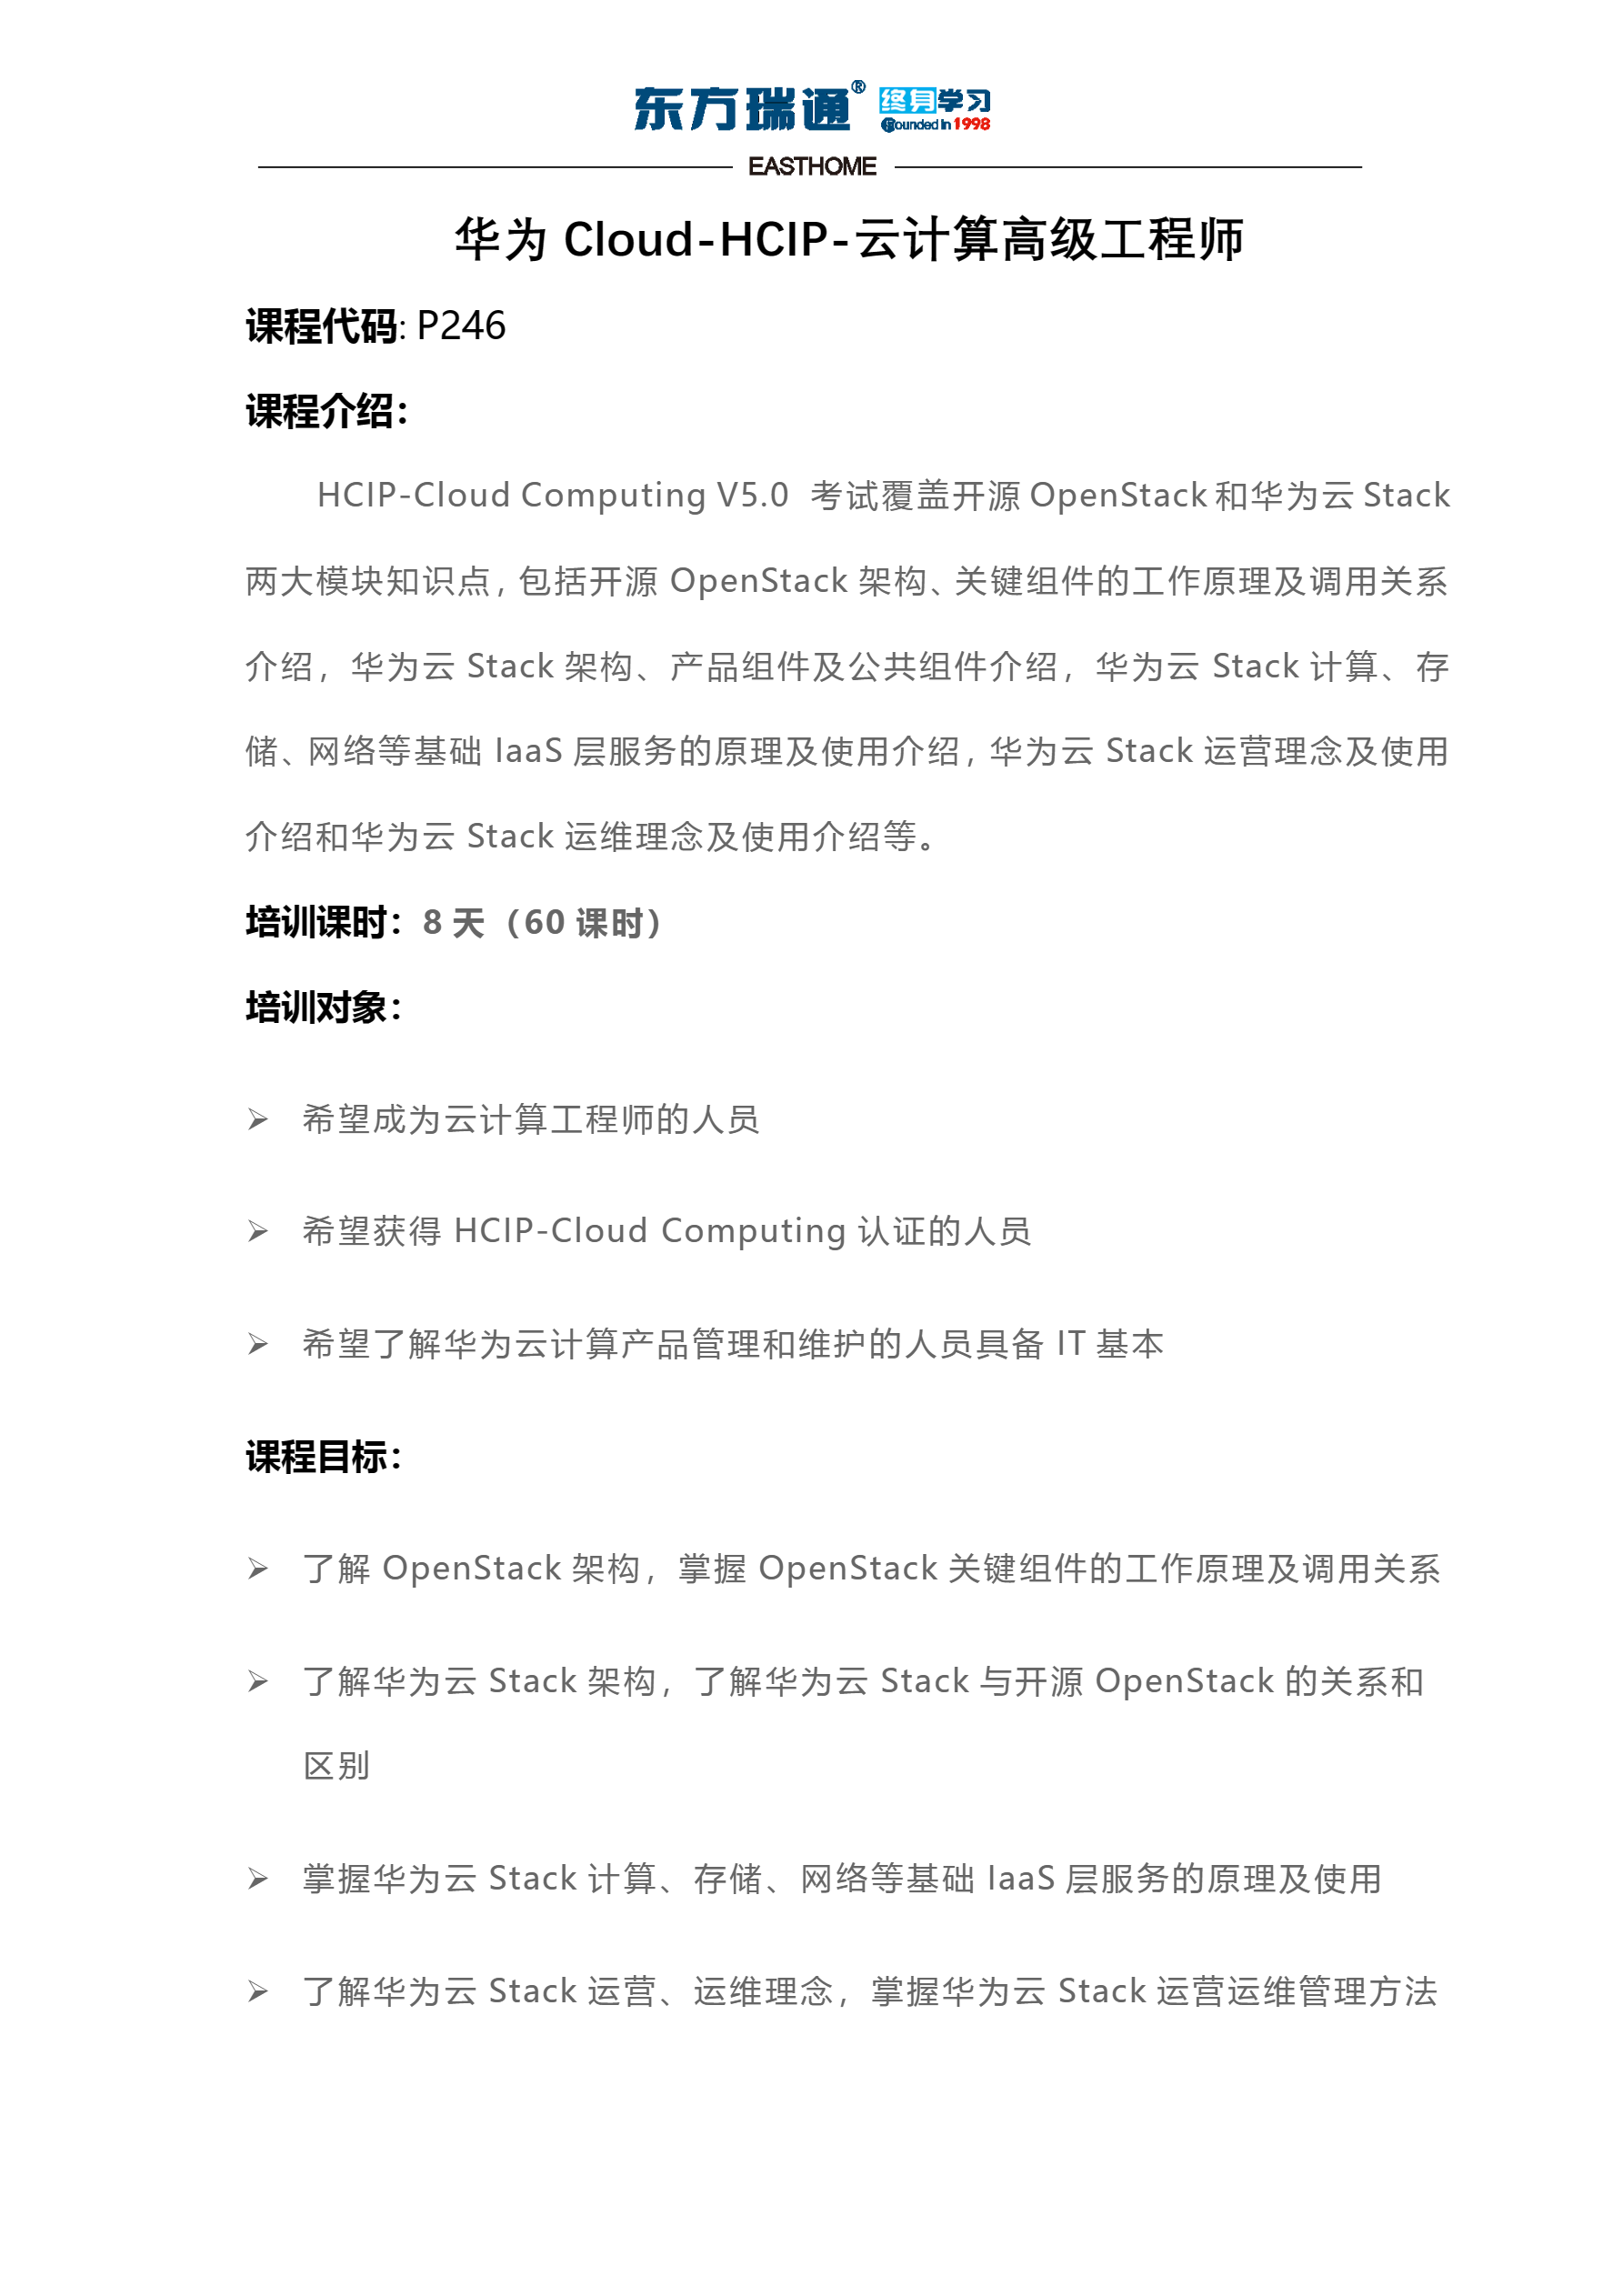 东方瑞通® 终身学习
Founded in 1998
EASTHOME
华为 Cloud-HCIP-云计算高级工程师
课程代码: P246
课程介绍：
HCIP-Cloud Computing V5.0 考试覆盖开源 OpenStack 和华为云 Stack
两大模块知识点，包括开源 OpenStack 架构、关键组件的工作原理及调用关系
介绍，华为云 Stack 架构、产品组件及公共组件介绍，华为云 Stack 计算、存
储、网络等基础 IaaS 层服务的原理及使用介绍，华为云 Stack 运营理念及使用
介绍和华为云 Stack 运维理念及使用介绍等。
培训课时：8 天（60 课时）
培训对象：
➢ 希望成为云计算工程师的人员
➢ 希望获得 HCIP-Cloud Computing 认证的人员
➢ 希望了解华为云计算产品管理和维护的人员具备 IT 基本
课程目标：
➢ 了解 OpenStack 架构，掌握 OpenStack 关键组件的工作原理及调用关系
➢ 了解华为云 Stack 架构，了解华为云 Stack 与开源 OpenStack 的关系和
区别
➢ 掌握华为云 Stack 计算、存储、网络等基础 IaaS 层服务的原理及使用
➢ 了解华为云 Stack 运营、运维理念，掌握华为云 Stack 运营运维管理方法